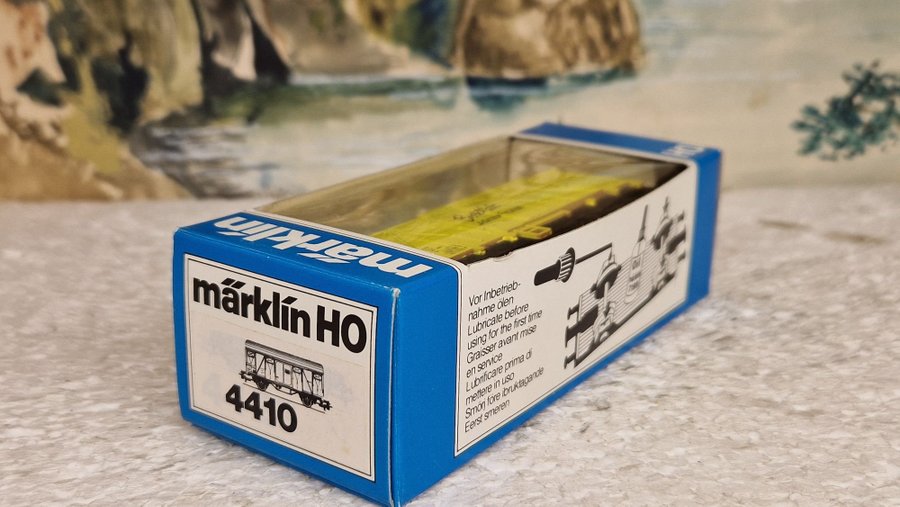 märklin
märklin HO
4410
Vor Inbetrieb-
nahme ölen
Lubricate before
using for the first time
Graisser avant mise
en service
Lubrificare prima di
mettere in uso
Smörj före ibruktagande
Eerst smeren